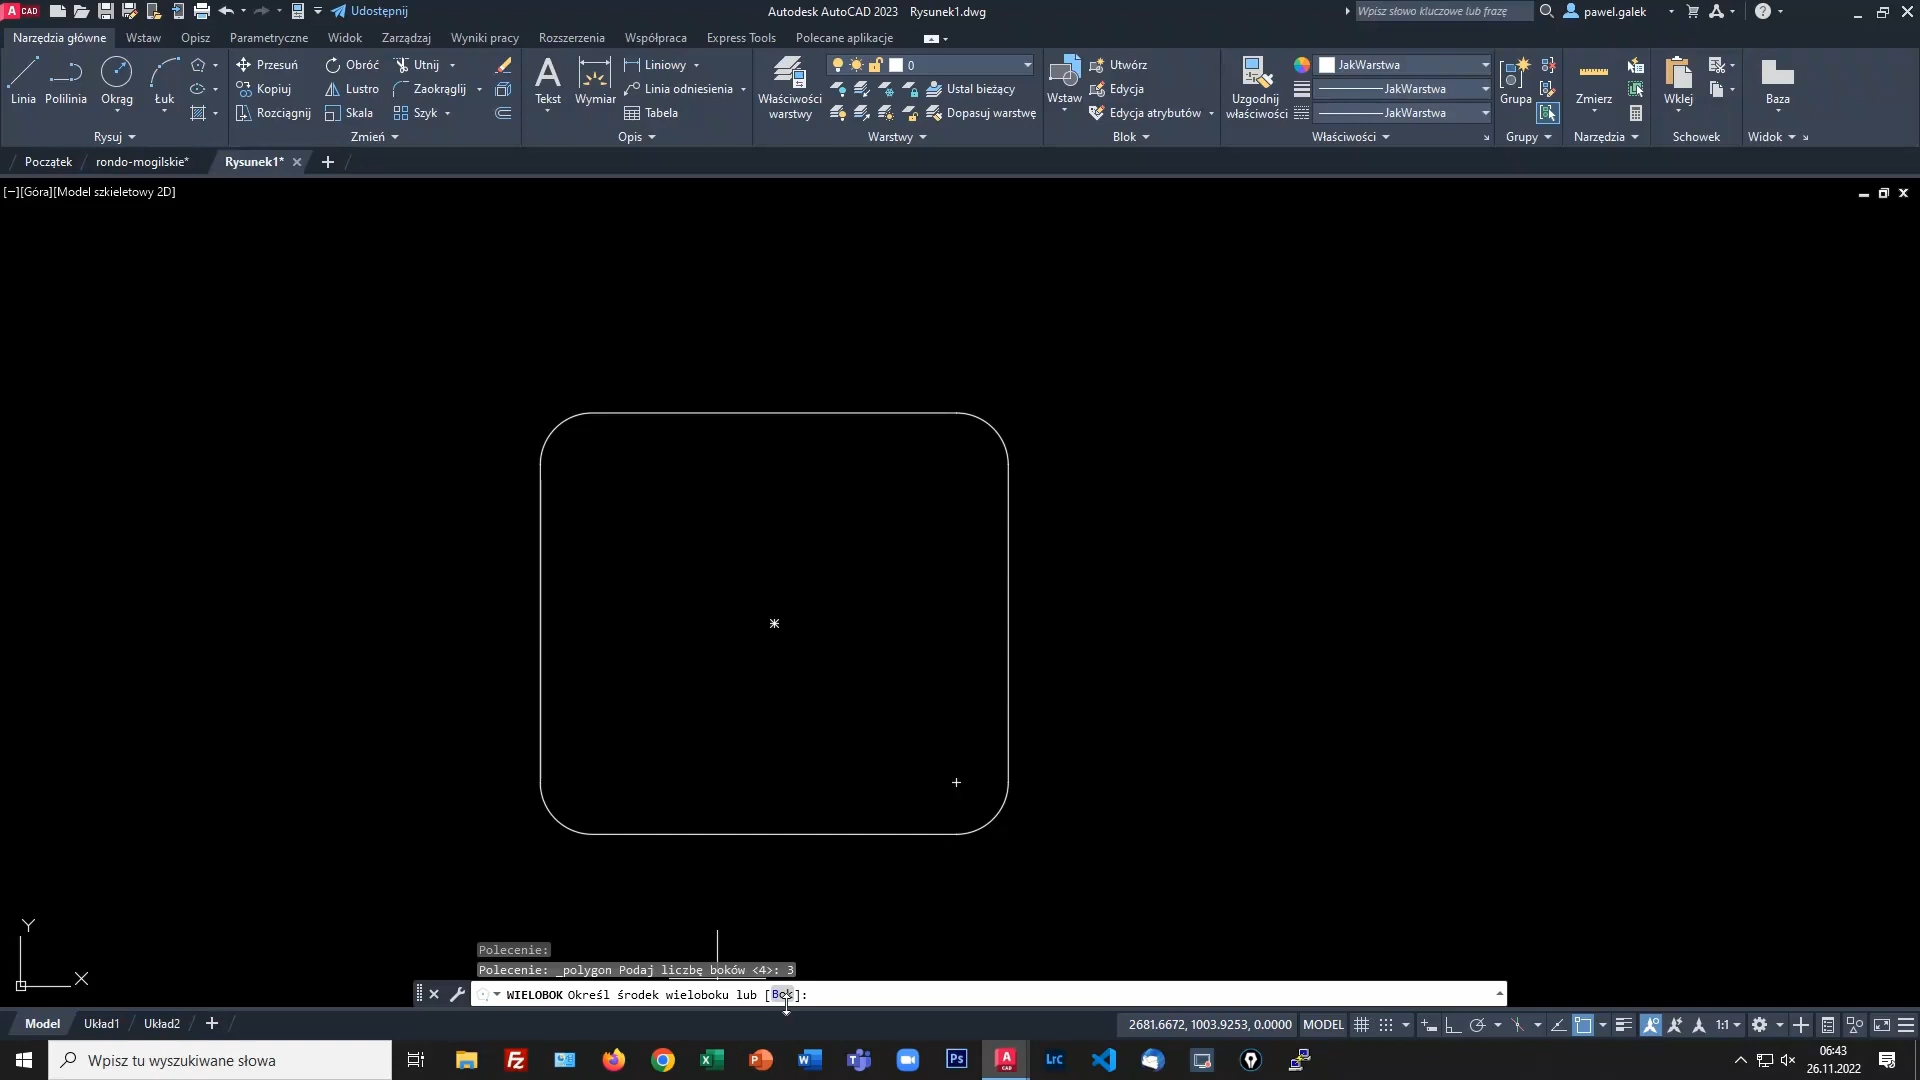 A CAD Udostępnij Autodesk AutoCAD 2023 Rysunek1.dwg Wpisz słowo kluczowe lub frazę pawel.galek
Narzędzia główne Wstaw Opisz Parametryczne Widok Zarządzaj Wyniki pracy Rozszerzenia Współpraca Express Tools Polecane aplikacje
Przesuń Obróć Utnij Liniowy 0 Utwórz JakWarstwa
Kopiuj Lustro Zaokrąglij Linia odniesienia Ustal bieżący Edycja JakWarstwa
Linia Polilinia Okrąg Łuk Tekst Wymiar Właściwości warstwy Wstaw Uzgodnij właściwości Grupa Zmierz Wklej Baza
Rozciągnij Skala Szyk Tabela Dopasuj warstwę Edycja atrybutów JakWarstwa
Rysuj Zmień Opis Warstwy Blok Właściwości Grupy Narzędzia Schowek Widok
Początek rondo-mogilskie* Rysunek1*
[−][Góra][Model szkieletowy 2D]
Y
X
Polecenie:
Polecenie: _polygon Podaj liczbę boków <4>: 3
WIELOBOK Określ środek wieloboku lub [Bok]:
Model Układ1 Układ2 2681.6672, 1003.9253, 0.0000 MODEL 1:1
Wpisz tu wyszukiwane słowa Ps A CAD Lrc 06:43
26.11.2022